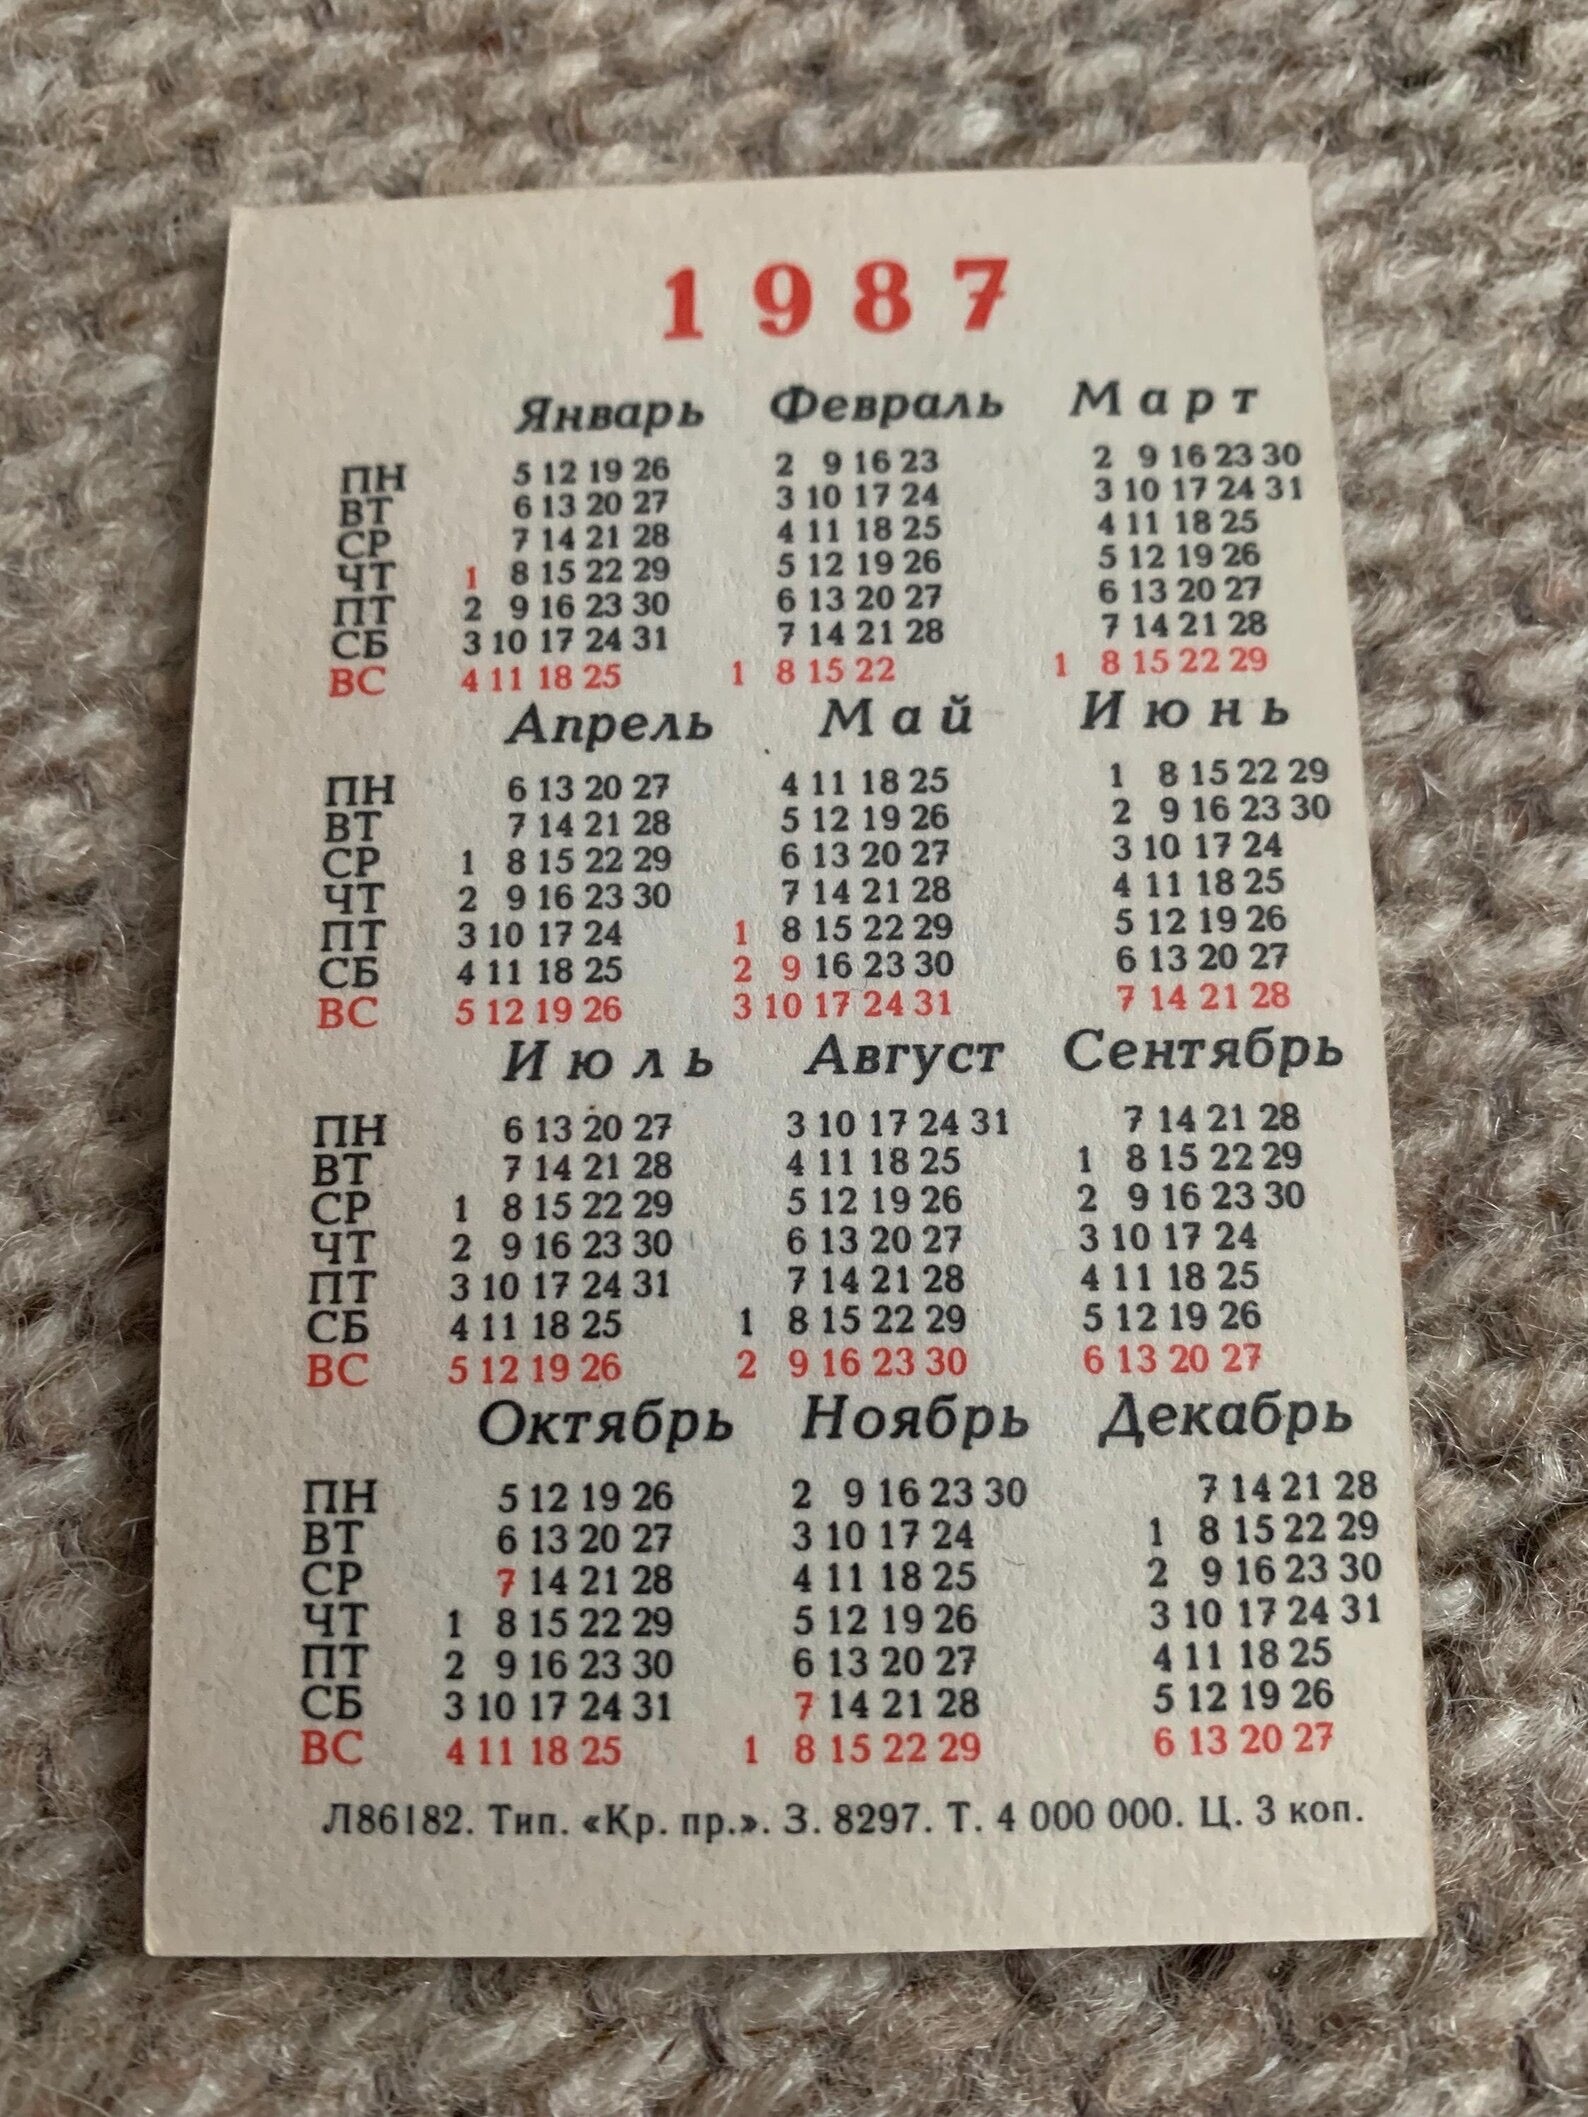 1987
Январь Февраль Март
ПН 5 12 19 26 2 9 16 23 2 9 16 23 30
ВТ 6 13 20 27 3 10 17 24 3 10 17 24 31
СР 7 14 21 28 4 11 18 25 4 11 18 25
ЧТ 1 8 15 22 29 5 12 19 26 5 12 19 26
ПТ 2 9 16 23 30 6 13 20 27 6 13 20 27
СБ 3 10 17 24 31 7 14 21 28 7 14 21 28
ВС 4 11 18 25 1 8 15 22 1 8 15 22 29
Апрель Май Июнь
ПН 6 13 20 27 4 11 18 25 1 8 15 22 29
ВТ 7 14 21 28 5 12 19 26 2 9 16 23 30
СР 1 8 15 22 29 6 13 20 27 3 10 17 24
ЧТ 2 9 16 23 30 7 14 21 28 4 11 18 25
ПТ 3 10 17 24 1 8 15 22 29 5 12 19 26
СБ 4 11 18 25 2 9 16 23 30 6 13 20 27
ВС 5 12 19 26 3 10 17 24 31 7 14 21 28
Июль Август Сентябрь
ПН 6 13 20 27 3 10 17 24 31 7 14 21 28
ВТ 7 14 21 28 4 11 18 25 1 8 15 22 29
СР 1 8 15 22 29 5 12 19 26 2 9 16 23 30
ЧТ 2 9 16 23 30 6 13 20 27 3 10 17 24
ПТ 3 10 17 24 31 7 14 21 28 4 11 18 25
СБ 4 11 18 25 1 8 15 22 29 5 12 19 26
ВС 5 12 19 26 2 9 16 23 30 6 13 20 27
Октябрь Ноябрь Декабрь
ПН 5 12 19 26 2 9 16 23 30 7 14 21 28
ВТ 6 13 20 27 3 10 17 24 1 8 15 22 29
СР 7 14 21 28 4 11 18 25 2 9 16 23 30
ЧТ 1 8 15 22 29 5 12 19 26 3 10 17 24 31
ПТ 2 9 16 23 30 6 13 20 27 4 11 18 25
СБ 3 10 17 24 31 7 14 21 28 5 12 19 26
ВС 4 11 18 25 1 8 15 22 29 6 13 20 27
Л86182. Тип. «Кр. пр.». З. 8297. Т. 4 000 000. Ц. 3 коп.